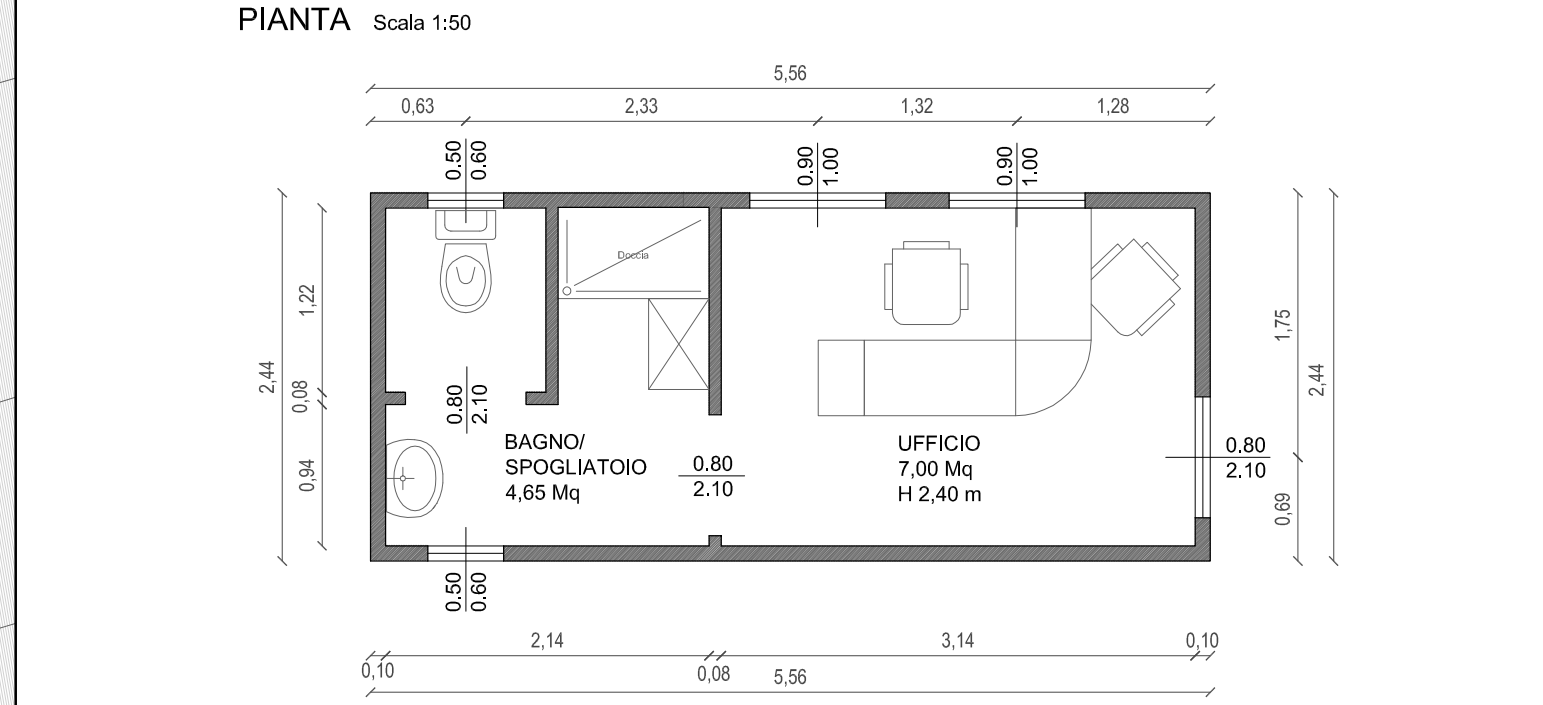 PIANTA Scala 1:50
5,56
0,63 2,33 1,32 1,28
0.50
0.60
0.90
1.00
0.90
1.00
Doccia
2,44
1,22
0,08
0,94
0.80
2.10
BAGNO/
SPOGLIATOIO
4,65 Mq
0.80
2.10
UFFICIO
7,00 Mq
H 2,40 m
0.80
2.10
1,75
0,69
2,44
0.50
0.60
2,14 3,14 0,10
0,10 0,08 5,56